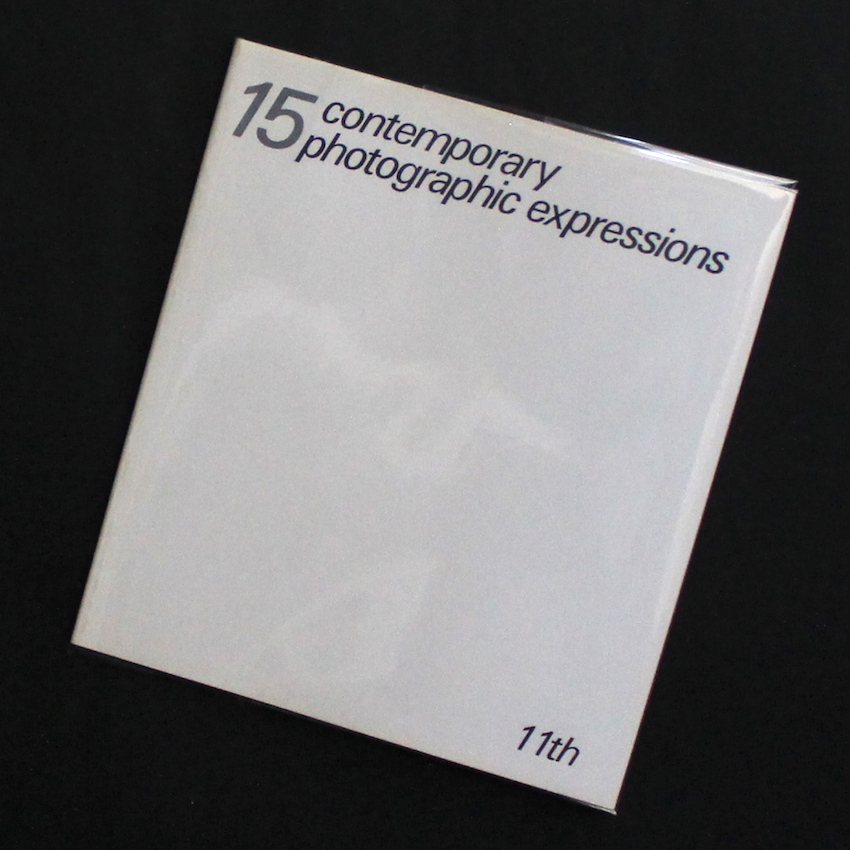 15 contemporary
photographic expressions
11th